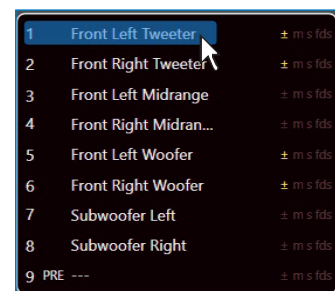 1 Front Left Tweeter ± m s fds
2 Front Right Tweeter ± m s fds
3 Front Left Midrange ± m s fds
4 Front Right Midran... ± m s fds
5 Front Left Woofer ± m s fds
6 Front Right Woofer ± m s fds
7 Subwoofer Left ± m s fds
8 Subwoofer Right ± m s fds
9 PRE --- ± m s fds